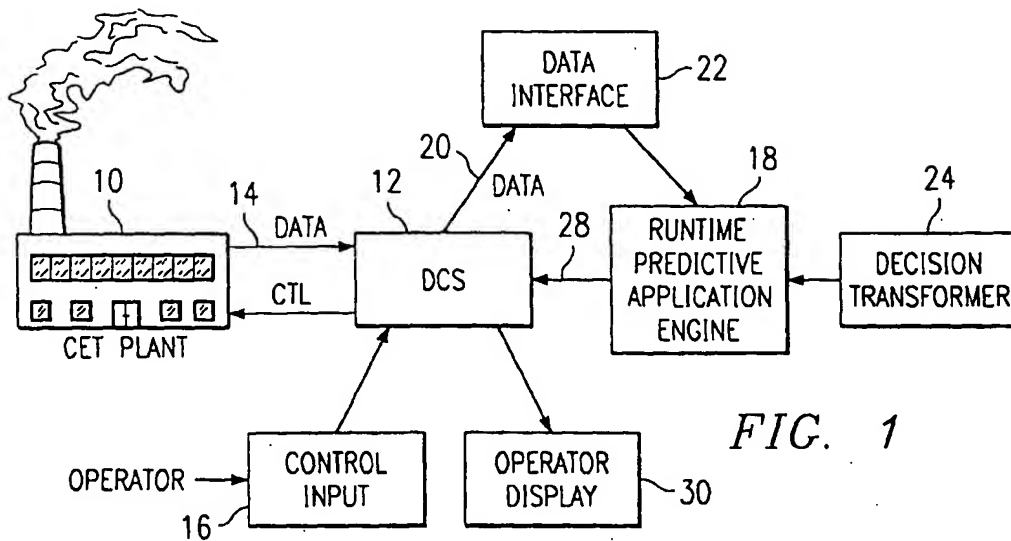 DATA
INTERFACE
22
20
DATA
10
14
DATA
12
DCS
CTL
28
18
RUNTIME
PREDICTIVE
APPLICATION
ENGINE
24
DECISION
TRANSFORMER
CET PLANT
OPERATOR
16
CONTROL
INPUT
OPERATOR
DISPLAY
30
FIG. 1